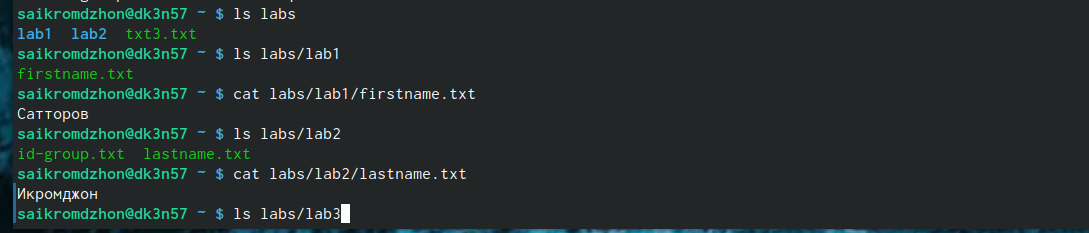 saikromdzhon@dk3n57 ~ $ ls labs
lab1  lab2  txt3.txt
saikromdzhon@dk3n57 ~ $ ls labs/lab1
firstname.txt
saikromdzhon@dk3n57 ~ $ cat labs/lab1/firstname.txt
Сатторов
saikromdzhon@dk3n57 ~ $ ls labs/lab2
id-group.txt  lastname.txt
saikromdzhon@dk3n57 ~ $ cat labs/lab2/lastname.txt
Икромджон
saikromdzhon@dk3n57 ~ $ ls labs/lab3